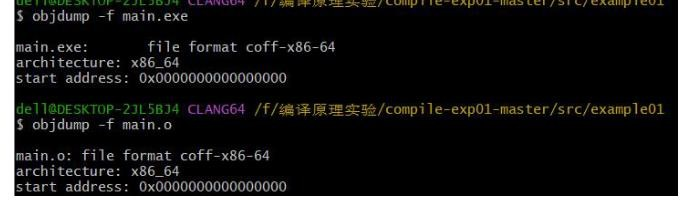 dell@DESKTOP-2JL5BJ4 CLANG64 /f/编译原理实验/compile-exp01-master/src/example01
$ objdump -f main.exe
main.exe:       file format coff-x86-64
architecture: x86_64
start address: 0x0000000000000000
dell@DESKTOP-2JL5BJ4 CLANG64 /f/编译原理实验/compile-exp01-master/src/example01
$ objdump -f main.o
main.o: file format coff-x86-64
architecture: x86_64
start address: 0x0000000000000000